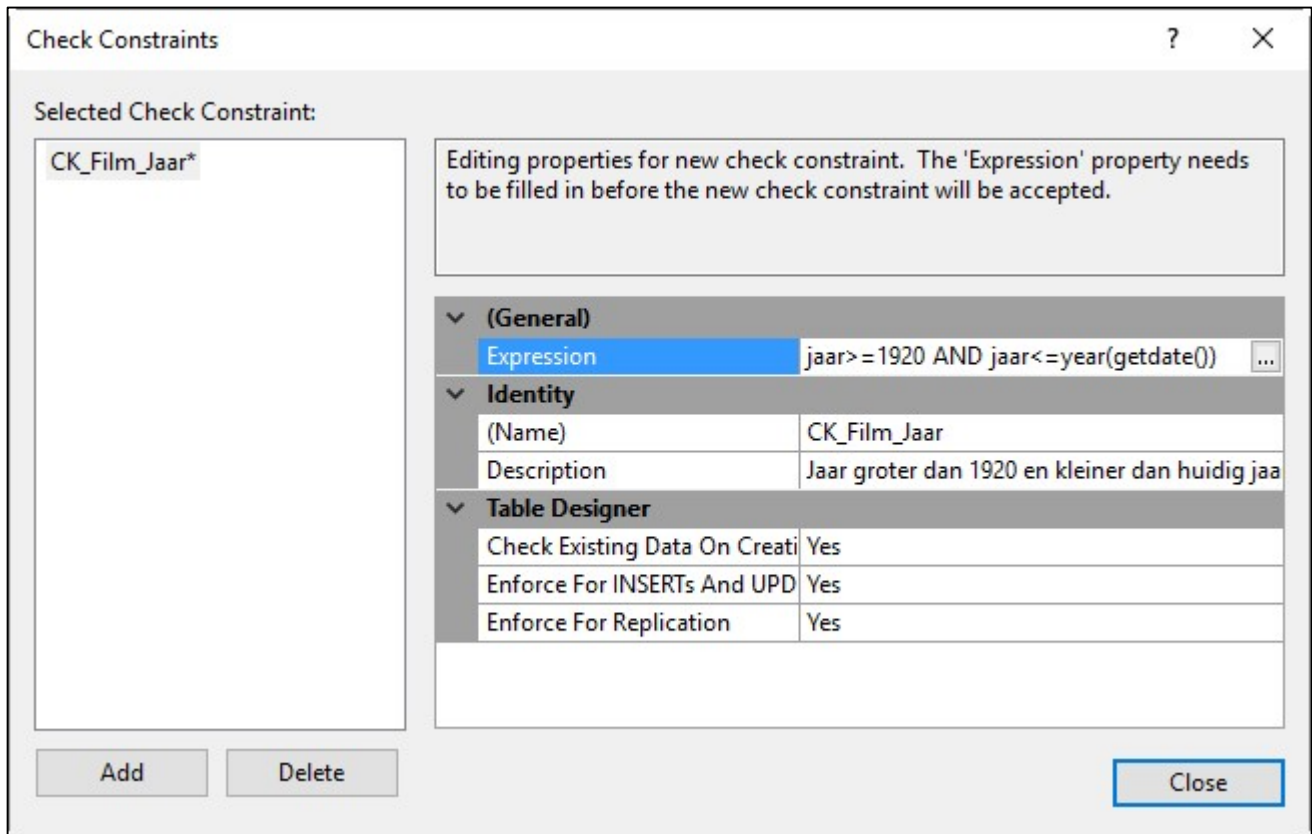 Check Constraints ? X
Selected Check Constraint:
CK_Film_Jaar*
Editing properties for new check constraint. The 'Expression' property needs
to be filled in before the new check constraint will be accepted.
(General)
Expression jaar>=1920 AND jaar<=year(getdate()) ...
Identity
(Name) CK_Film_Jaar
Description Jaar groter dan 1920 en kleiner dan huidig jaa
Table Designer
Check Existing Data On Creati Yes
Enforce For INSERTs And UPD Yes
Enforce For Replication Yes
Add Delete
Close